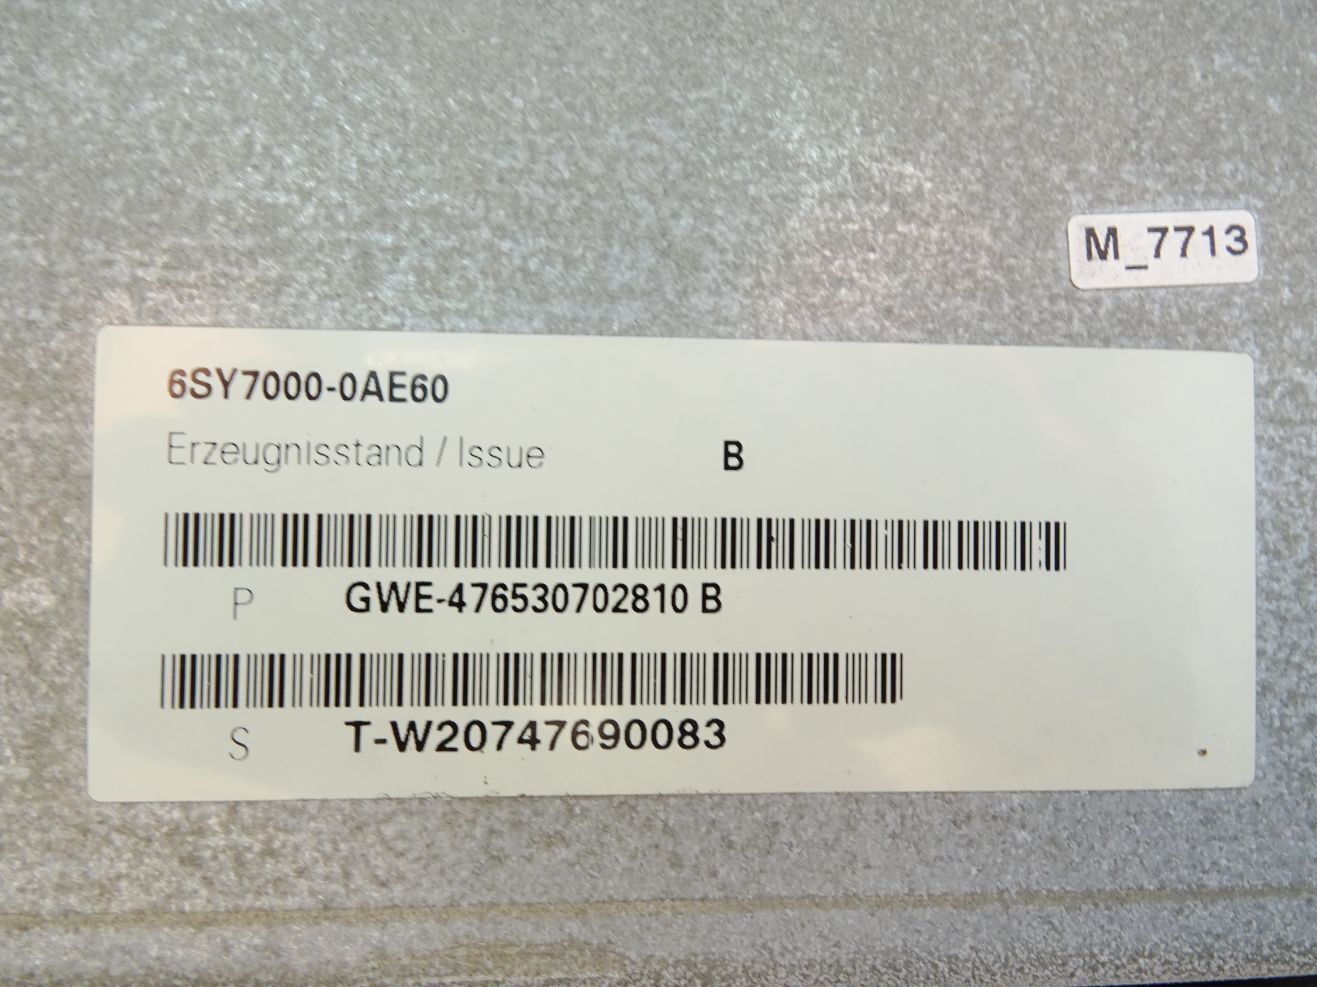 M_7713
6SY7000-0AE60
Erzeugnisstand / Issue B
P GWE-476530702810 B
S T-W20747690083